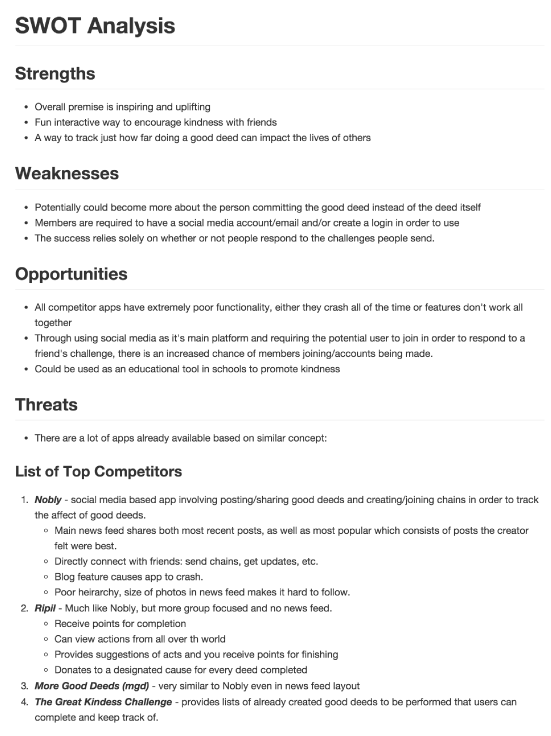 SWOT Analysis
Strengths
• Overall premise is inspiring and uplifting
• Fun interactive way to encourage kindness with friends
• A way to track just how far doing a good deed can impact the lives of others
Weaknesses
• Potentially could become more about the person committing the good deed instead of the deed itself
• Members are required to have a social media account/email and/or create a login in order to use
• The success relies solely on whether or not people respond to the challenges people send.
Opportunities
• All competitor apps have extremely poor functionality, either they crash all of the time or features don't work all
together
• Through using social media as it's main platform and requiring the potential user to join in order to respond to a
friend's challenge, there is an increased chance of members joining/accounts being made.
• Could be used as an educational tool in schools to promote kindness
Threats
• There are a lot of apps already available based on similar concept:
List of Top Competitors
1. Nobly - social media based app involving posting/sharing good deeds and creating/joining chains in order to track
the affect of good deeds.
◦ Main news feed shares both most recent posts, as well as most popular which consists of posts the creator
felt were best.
◦ Directly connect with friends: send chains, get updates, etc.
◦ Blog feature causes app to crash.
◦ Poor heirarchy, size of photos in news feed makes it hard to follow.
2. Ripil - Much like Nobly, but more group focused and no news feed.
◦ Receive points for completion
◦ Can view actions from all over th world
◦ Provides suggestions of acts and you receive points for finishing
◦ Donates to a designated cause for every deed completed
3. More Good Deeds (mgd) - very similar to Nobly even in news feed layout
4. The Great Kindess Challenge - provides lists of already created good deeds to be performed that users can
complete and keep track of.